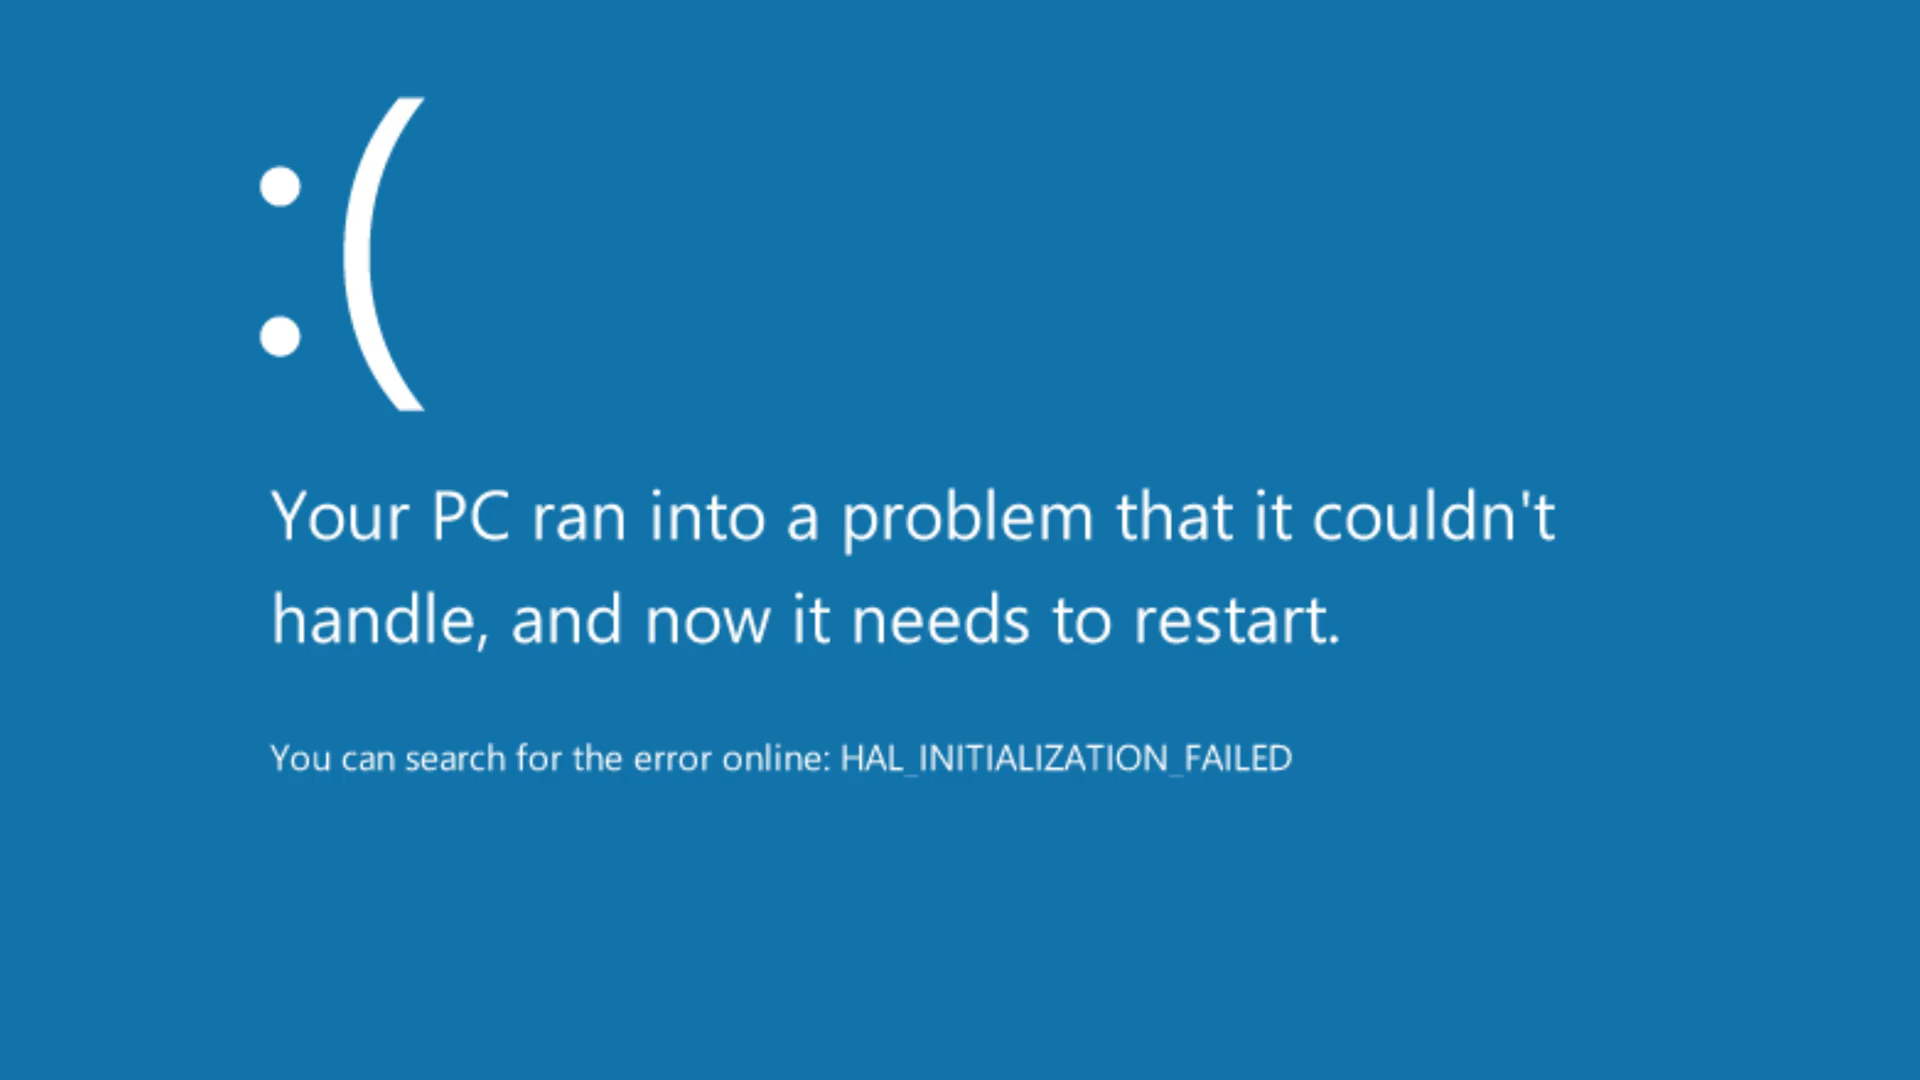 :(
Your PC ran into a problem that it couldn't
handle, and now it needs to restart.
You can search for the error online: HAL_INITIALIZATION_FAILED